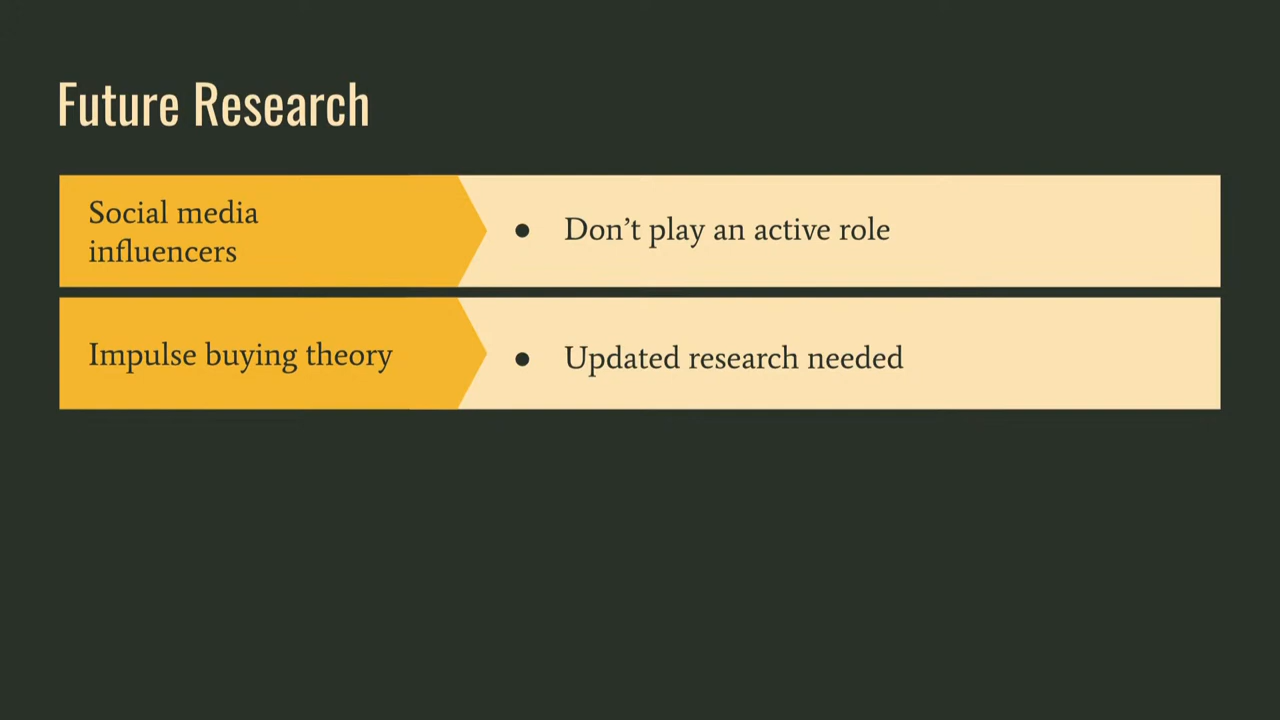 Future Research
Social media
influencers
● Don’t play an active role
Impulse buying theory
● Updated research needed